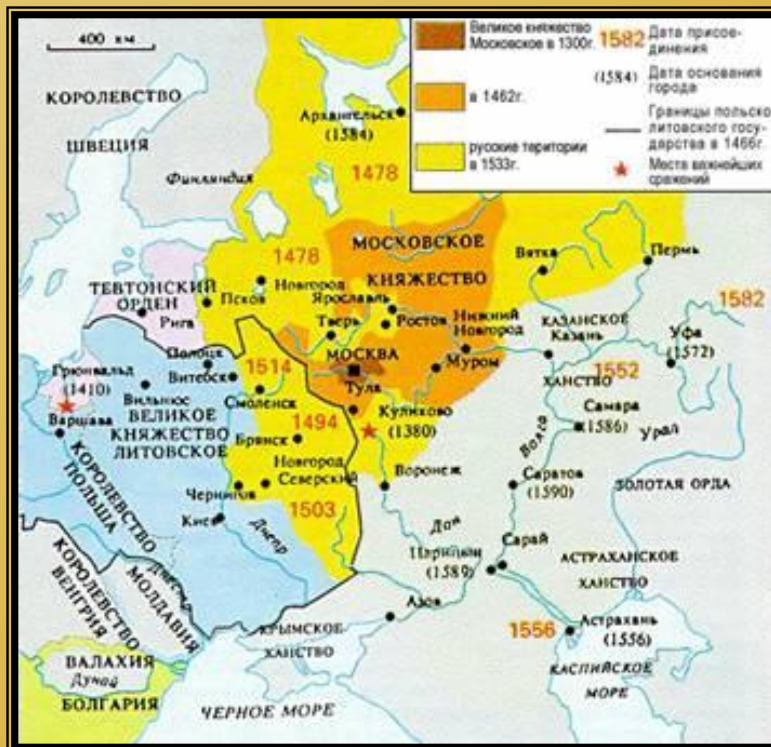 400 км
Великое княжество
Московское в 1300г.
в 1462г.
русские територии
в 1533г.
1582
Дата присое-
динения
(1584)
Дата основания
города
Границы польско
литовского госу-
дарства в 1466г.
Места важнейших
сражений
КОРОЛЕВСТВО
ШВЕЦИЯ
Финляндия
Архангельск
(1584)
1478
1478
МОСКОВСКОЕ
КНЯЖЕСТВО
Вятка
Пермь
1582
ТЕВТОНСКИЙ
ОРДЕН
Рига
Псков
Новгород
Ярославль
Ростов
Нижний
Новгород
Тверь
МОСКВА
Муром
Тула
КАЗАНСКОЕ
Казань
ХАНСТВО
1552
Уфа
(1572)
Полоцк
Витебск
1514
Смоленск
Грюнвальд
(1410)
Вильнюс
Варшава
ВЕЛИКОЕ
КНЯЖЕСТВО
ЛИТОВСКОЕ
1494
Куликово
(1380)
Самара
(1586)
Волга
Урал
Брянск
Новгород
Северский
1503
Чернигов
Воронеж
Саратов
(1590)
ЗОЛОТАЯ ОРДА
КОРОЛЕВСТВО
ПОЛЬША
Днепр
Дон
Царицын
(1589)
Сарай
АСТРАХАНСКОЕ
ХАНСТВО
КОРОЛЕВСТВО
ВЕНГРИЯ
МОЛДАВИЯ
Азов
1556
Астрахань
(1556)
КРЫМСКОЕ
ХАНСТВО
КАСПИЙСКОЕ
МОРЕ
ВАЛАХИЯ
Дунай
БОЛГАРИЯ
ЧЕРНОЕ МОРЕ